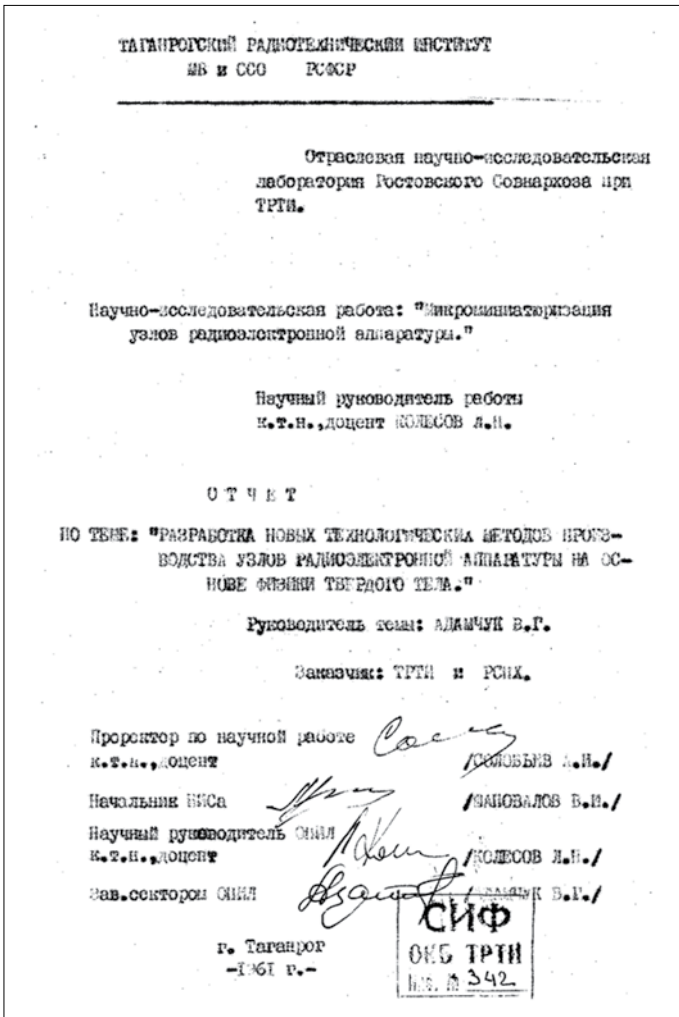 ТАГАНРОГСКИЙ РАДИОТЕХНИЧЕСКИЙ ИНСТИТУТ
МВ и ССО РСФСР
Отраслевая научно-исследовательская
лаборатория Ростовского Совнархоза при
ТРТИ.
Научно-исследовательская работа: "Микроминиатюризация
узлов радиоэлектронной аппаратуры."
Научный руководитель работы
к.т.н.,доцент КОЛЕСОВ Л.Н.
О Т Ч Е Т
ПО ТЕМЕ: "РАЗРАБОТКА НОВЫХ ТЕХНОЛОГИЧЕСКИХ МЕТОДОВ ПРОИЗ-
ВОДСТВА УЗЛОВ РАДИОЭЛЕКТРОННОЙ АППАРАТУРЫ НА ОС-
НОВЕ ФИЗИКИ ТВЕРДОГО ТЕЛА."
Руководитель темы: АДАМЧУК В.Г.
Заказчик: ТРТИ и РСНХ.
Проректор по научной работе
к.т.н.,доцент /СОЛОВЬЕВ А.Н./
Начальник НИСа /ШАПОВАЛОВ В.И./
Научный руководитель ОНИЛ
к.т.н.,доцент /КОЛЕСОВ Л.Н./
Зав.сектором ОНИЛ /АДАМЧУК В.Г./
г. Таганрог
-1961 г.-
СИФ
ОКБ ТРТИ
Инв. № 342